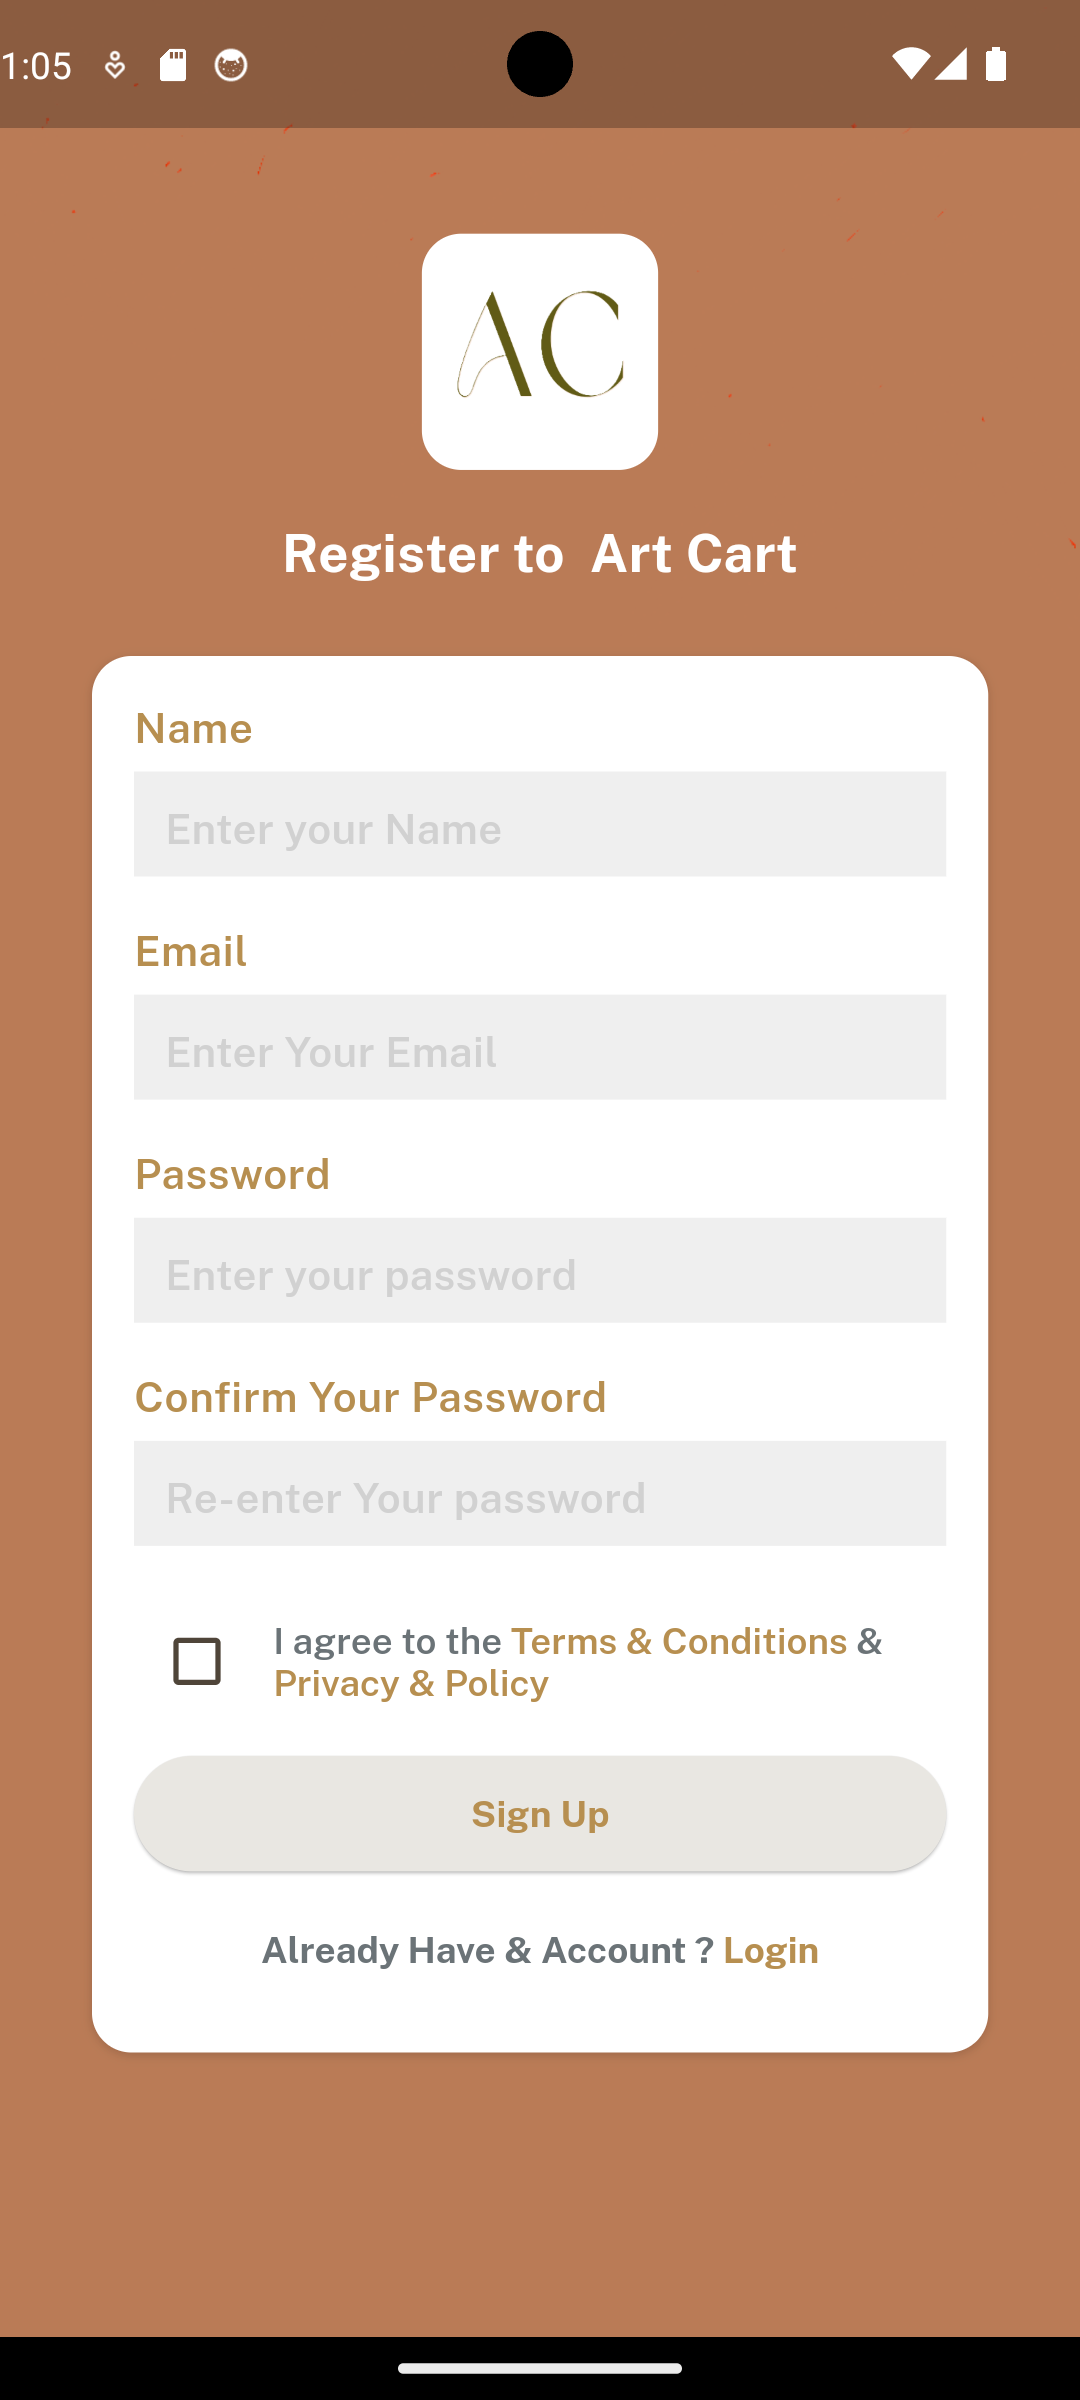 1:05
AC
Register to  Art Cart
Name
Enter your Name
Email
Enter Your Email
Password
Enter your password
Confirm Your Password
Re-enter Your password
I agree to the Terms & Conditions &
Privacy & Policy
Sign Up
Already Have & Account ? Login